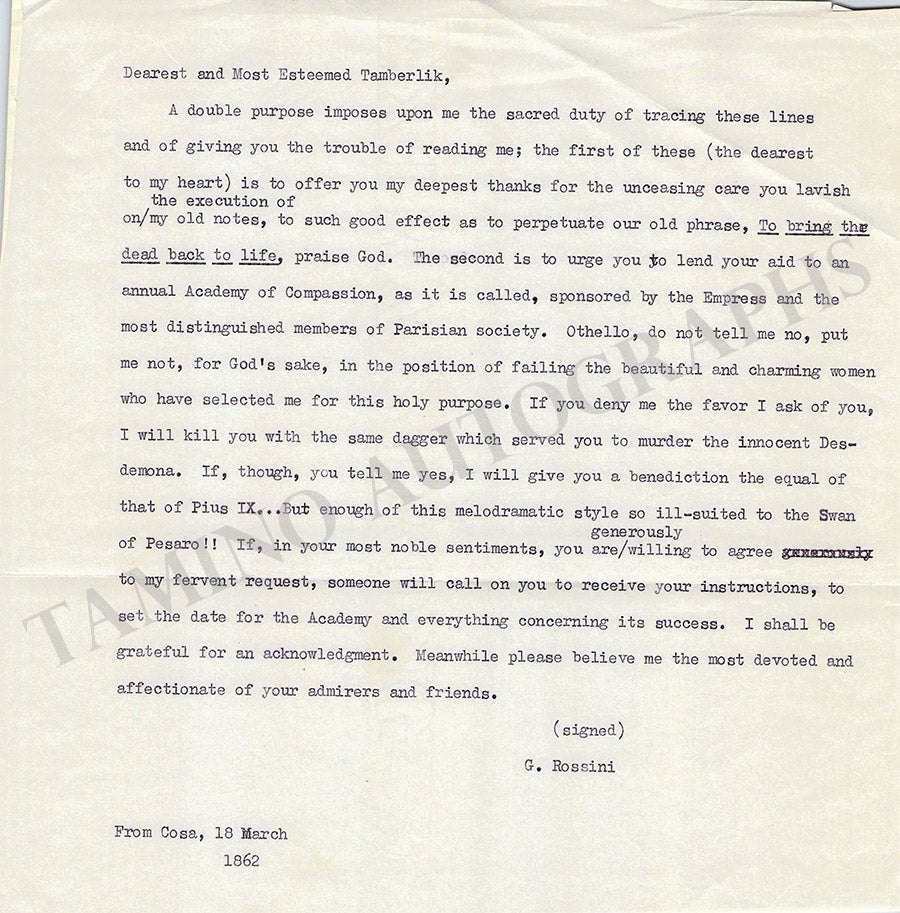 Dearest and Most Esteemed Tamberlik,
A double purpose imposes upon me the sacred duty of tracing these lines
and of giving you the trouble of reading me; the first of these (the dearest
to my heart) is to offer you my deepest thanks for the unceasing care you lavish
the execution of
on/my old notes, to such good effect as to perpetuate our old phrase, To bring the
dead back to life, praise God. The second is to urge you to lend your aid to an
annual Academy of Compassion, as it is called, sponsored by the Empress and the
most distinguished members of Parisian society. Othello, do not tell me no, put
me not, for God's sake, in the position of failing the beautiful and charming women
who have selected me for this holy purpose. If you deny me the favor I ask of you,
I will kill you with the same dagger which served you to murder the innocent Des-
demona. If, though, you tell me yes, I will give you a benediction the equal of
that of Pius IX...But enough of this melodramatic style so ill-suited to the Swan
generously
of Pesaro!! If, in your most noble sentiments, you are/willing to agree generously
to my fervent request, someone will call on you to receive your instructions, to
set the date for the Academy and everything concerning its success. I shall be
grateful for an acknowledgment. Meanwhile please believe me the most devoted and
affectionate of your admirers and friends.
(signed)
G. Rossini
From Cosa, 18 March
1862
TAMINO AUTOGRAPHS